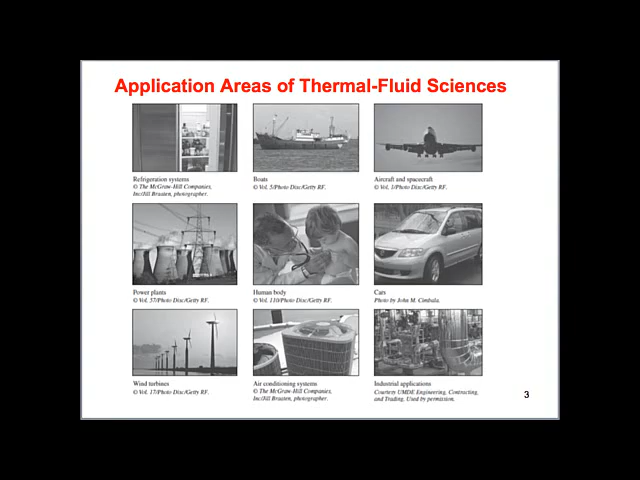 Application Areas of Thermal-Fluid Sciences
Refrigeration systems
© The McGraw-Hill Companies,
Inc/Jill Braaten, photographer.
Boats
© Vol. 5/Photo Disc/Getty RF.
Aircraft and spacecraft
© Vol. 1/Photo Disc/Getty RF.
Power plants
© Vol. 57/Photo Disc/Getty RF.
Human body
© Vol. 110/Photo Disc/Getty RF.
Cars
Photo by John M. Cimbala.
Wind turbines
© Vol. 17/Photo Disc/Getty RF.
Air conditioning systems
© The McGraw-Hill Companies,
Inc/Jill Braaten, photographer.
Industrial applications
Courtesy UMDE Engineering, Contracting,
and Trading. Used by permission.
3